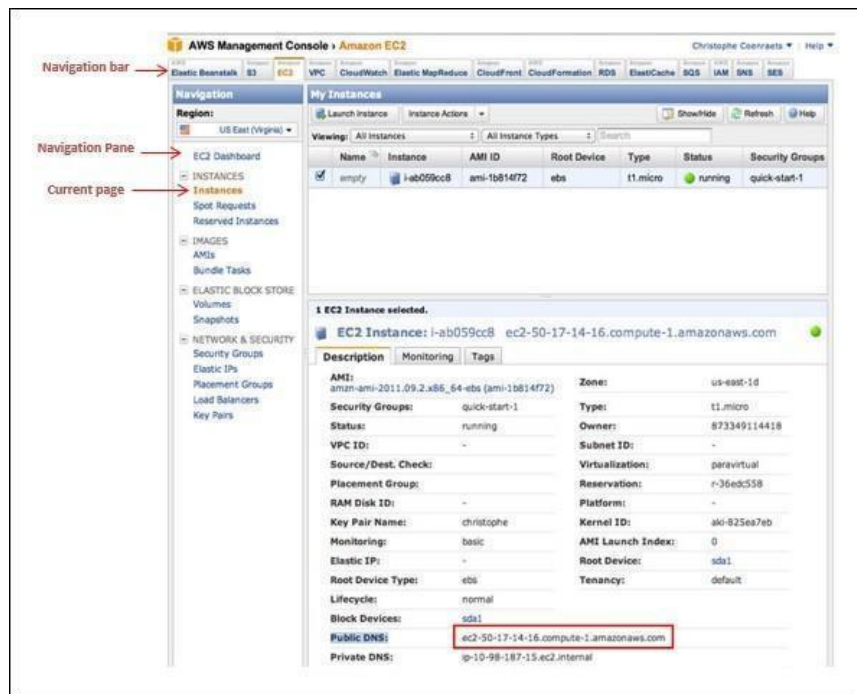 AWS Management Console › Amazon EC2
Christophe Coenraets ▼ | Help ▼
Navigation bar
Elastic Beanstalk S3 EC2 VPC CloudWatch Elastic MapReduce CloudFront CloudFormation RDS ElastiCache SQS IAM SNS SES
Navigation
My Instances
Region:
US East (Virginia)
Launch Instance Instance Actions Show/Hide Refresh Help
Viewing: All Instances All Instance Types Search
Navigation Pane
EC2 Dashboard
Name Instance AMI ID Root Device Type Status Security Groups
empty i-ab059cc8 ami-1b814f72 ebs t1.micro running quick-start-1
INSTANCES
Current page
Instances
Spot Requests
Reserved Instances
IMAGES
AMIs
Bundle Tasks
ELASTIC BLOCK STORE
Volumes
Snapshots
NETWORK & SECURITY
Security Groups
Elastic IPs
Placement Groups
Load Balancers
Key Pairs
1 EC2 Instance selected.
EC2 Instance: i-ab059cc8 ec2-50-17-14-16.compute-1.amazonaws.com
Description Monitoring Tags
AMI:
amzn-ami-2011.09.2.x86_64-ebs (ami-1b814f72)
Zone: us-east-1d
Security Groups: quick-start-1 Type: t1.micro
Status: running Owner: 873349114418
VPC ID: - Subnet ID: -
Source/Dest. Check: Virtualization: paravirtual
Placement Group: Reservation: r-36edc558
RAM Disk ID: - Platform: -
Key Pair Name: christophe Kernel ID: aki-825ea7eb
Monitoring: basic AMI Launch Index: 0
Elastic IP: - Root Device: sda1
Root Device Type: ebs Tenancy: default
Lifecycle: normal
Block Devices: sda1
Public DNS: ec2-50-17-14-16.compute-1.amazonaws.com
Private DNS: ip-10-98-187-15.ec2.internal